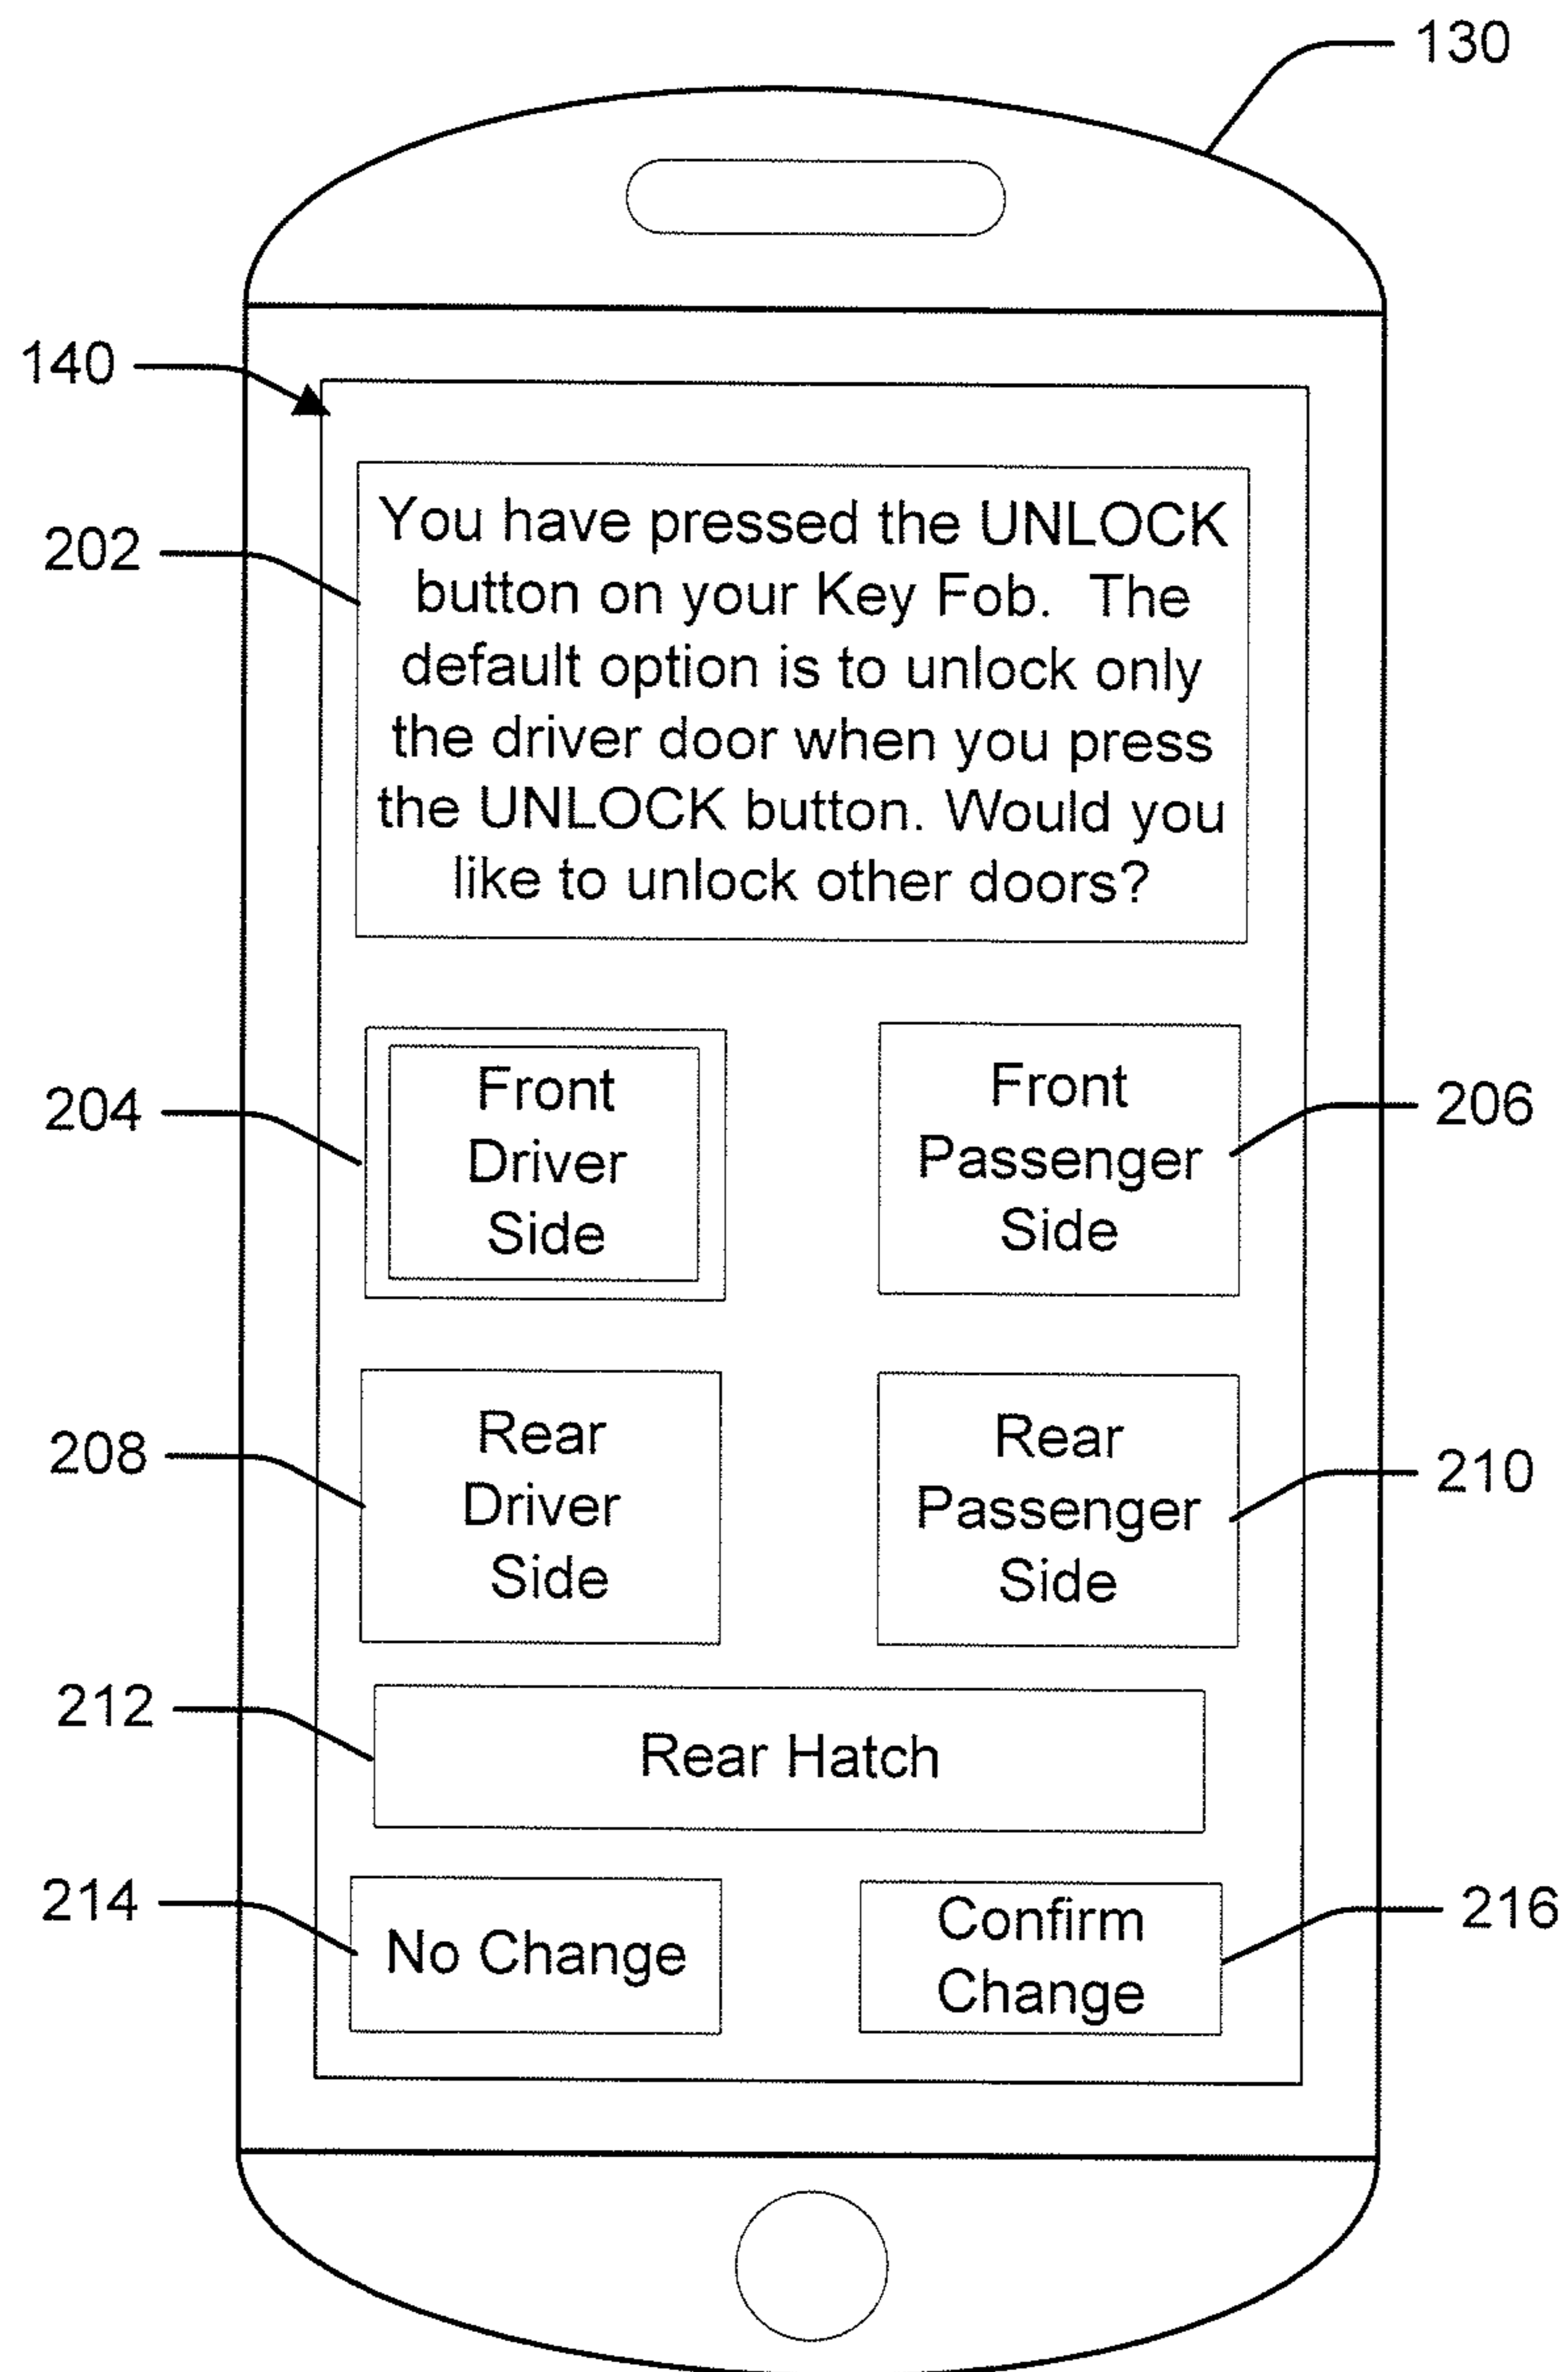 130
140
You have pressed the UNLOCK
202
button on your Key Fob.  The
default option is to unlock only
the driver door when you press
the UNLOCK button. Would you
like to unlock other doors?
204
Front
Driver
Side
Front
Passenger
Side
206
208
Rear
Driver
Side
Rear
Passenger
Side
210
212
Rear Hatch
214
No Change
Confirm
Change
216